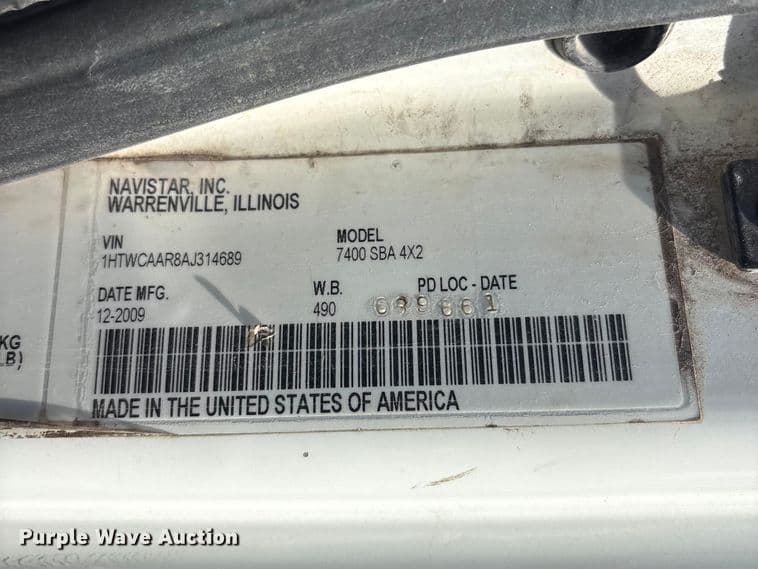 NAVISTAR, INC.
WARRENVILLE, ILLINOIS
VIN
1HTWCAAR8AJ314689
MODEL
7400 SBA 4X2
DATE MFG.
12-2009
W.B.
490
PD LOC - DATE
KG
LB)
MADE IN THE UNITED STATES OF AMERICA
Purple Wave Auction